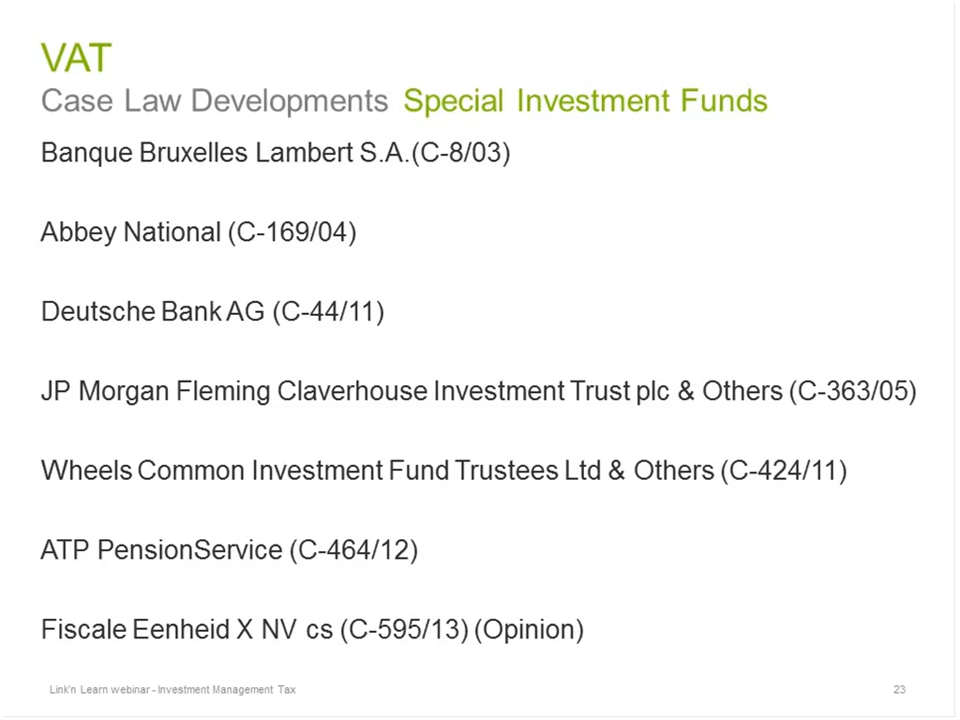 VAT
Case Law Developments Special Investment Funds
Banque Bruxelles Lambert S.A.(C-8/03)
Abbey National (C-169/04)
Deutsche Bank AG (C-44/11)
JP Morgan Fleming Claverhouse Investment Trust plc & Others (C-363/05)
Wheels Common Investment Fund Trustees Ltd & Others (C-424/11)
ATP PensionService (C-464/12)
Fiscale Eenheid X NV cs (C-595/13) (Opinion)
Link'n Learn webinar - Investment Management Tax
23